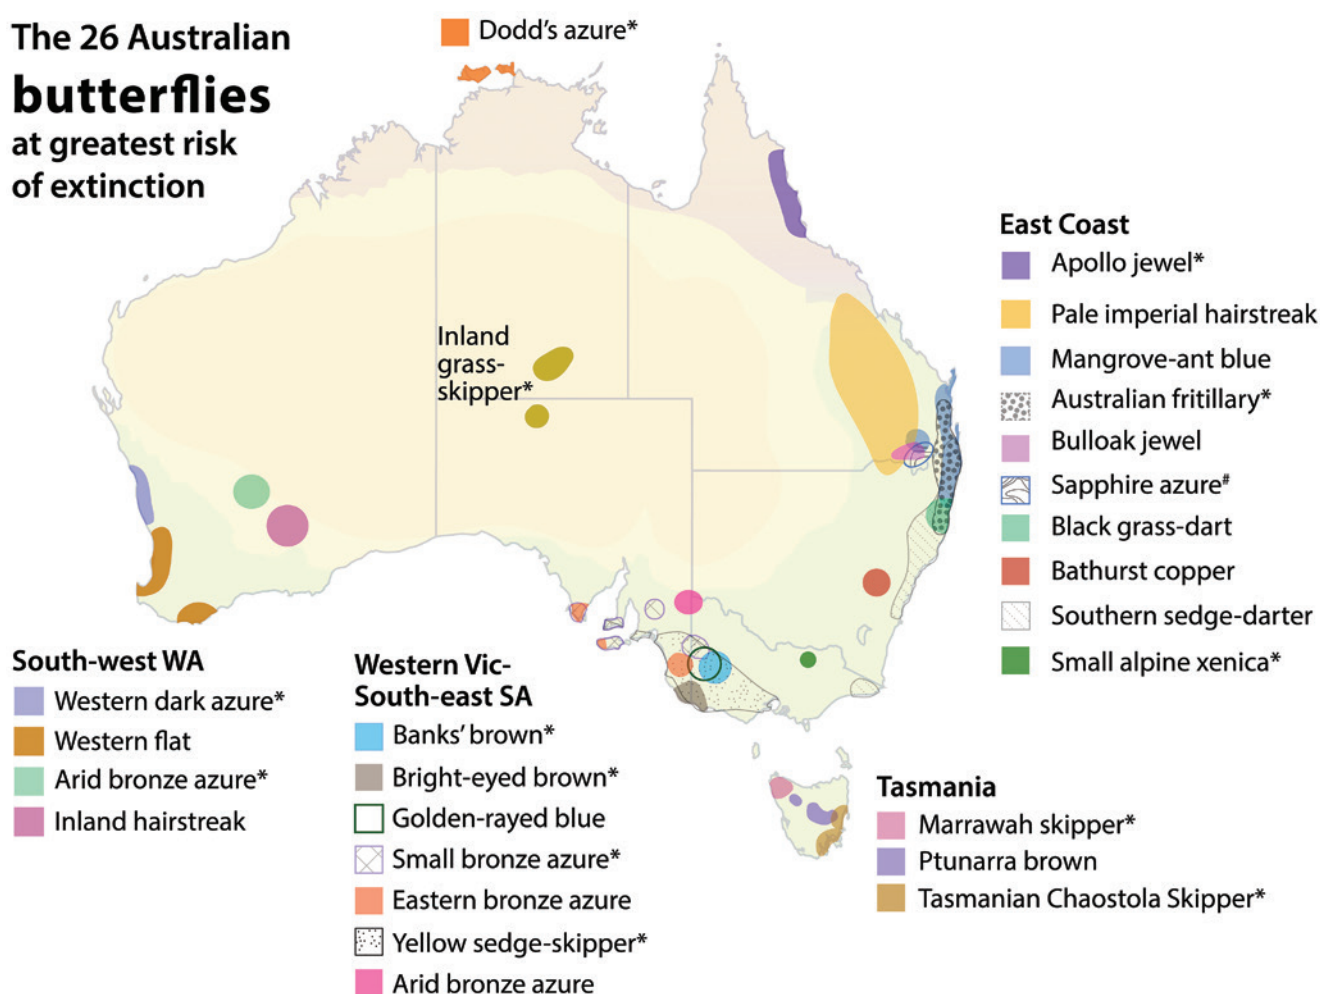 The 26 Australian
butterflies
at greatest risk
of extinction
Dodd's azure*
Inland
grass-
skipper*
East Coast
Apollo jewel*
Pale imperial hairstreak
Mangrove-ant blue
Australian fritillary*
Bulloak jewel
Sapphire azure#
Black grass-dart
Bathurst copper
Southern sedge-darter
Small alpine xenica*
South-west WA
Western dark azure*
Western flat
Arid bronze azure*
Inland hairstreak
Western Vic-
South-east SA
Banks' brown*
Bright-eyed brown*
Golden-rayed blue
Small bronze azure*
Eastern bronze azure
Yellow sedge-skipper*
Arid bronze azure
Tasmania
Marrawah skipper*
Ptunarra brown
Tasmanian Chaostola Skipper*